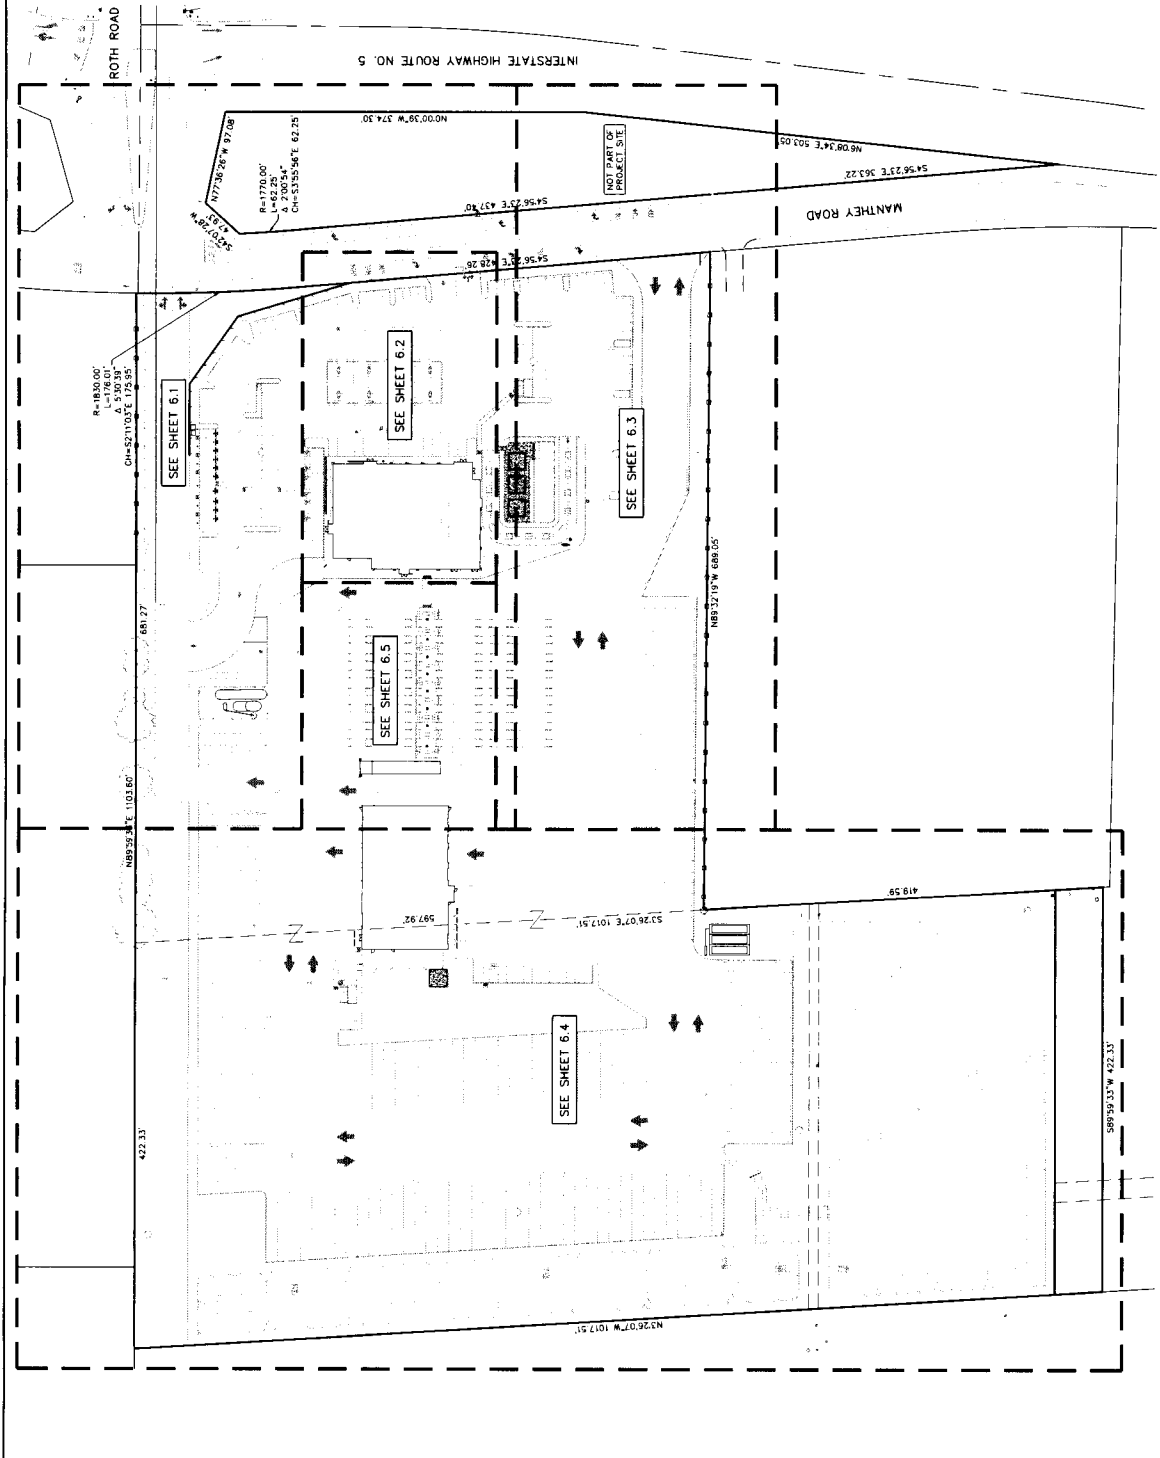 ROTH ROAD
INTERSTATE HIGHWAY ROUTE NO. 5
N77°36'26"W 97.08'
N0°00'39"W 374.30'
R=1770.00'
L=62.25'
Δ 2°00'54"
CH=S3°55'56"E 62.25'
S42°07'28"W
47.93'
NOT PART OF
PROJECT SITE
N6°08'34"E 503.05'
S4°56'23"E 437.40'
S4°56'23"E 363.22'
MANTHEY ROAD
S4°56'23"E 428.26'
R=1830.00'
L=176.01'
Δ 5°30'39"
CH=S2°11'03"E 175.95'
SEE SHEET 6.1
SEE SHEET 6.2
SEE SHEET 6.3
N89°32'19"W 689.05'
681.27'
SEE SHEET 6.5
N89°59'33"E 1103.60'
597.92'
S3°26'07"E 1017.51'
419.59'
SEE SHEET 6.4
422.33'
S89°59'33"W 422.33'
N3°26'07"W 1017.51'